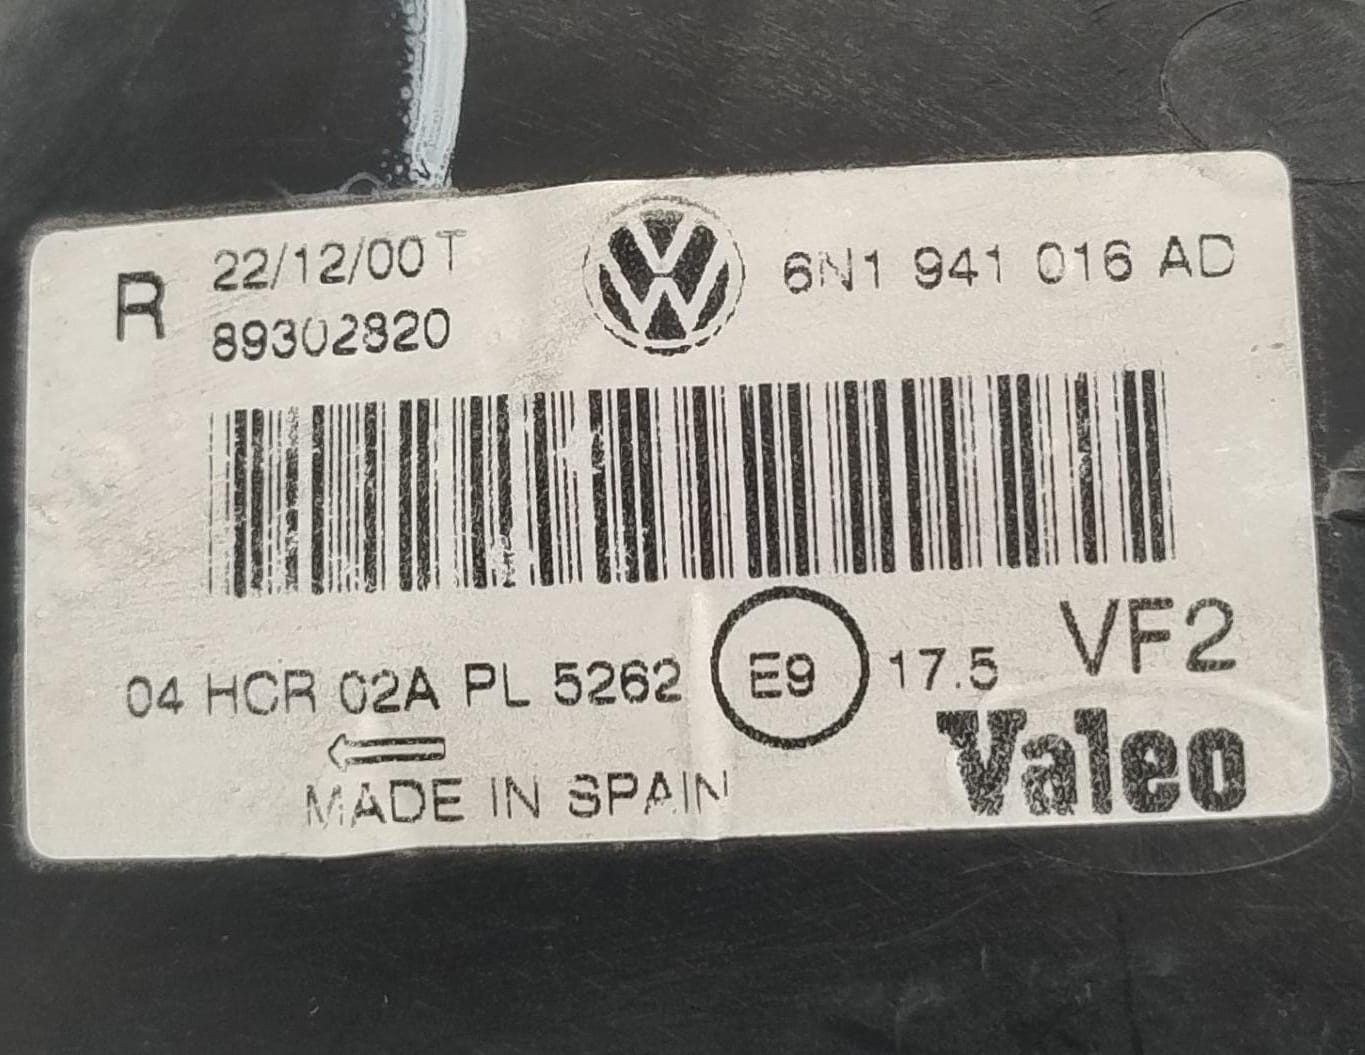 R 22/12/00 T 6N1 941 016 AD
89302820
04 HCR 02A PL 5262 E9 17.5 VF2
MADE IN SPAIN Valeo